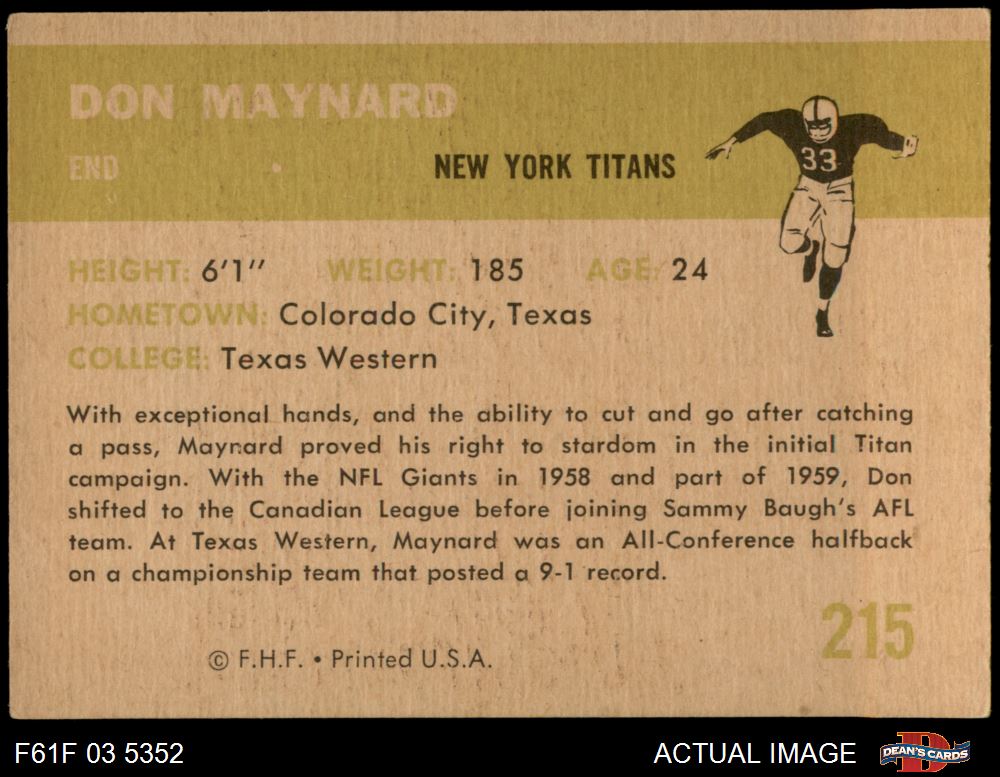 DON MAYNARD
END NEW YORK TITANS
33
HEIGHT: 6'1" WEIGHT: 185 AGE: 24
HOMETOWN: Colorado City, Texas
COLLEGE: Texas Western
With exceptional hands, and the ability to cut and go after catching
a pass, Maynard proved his right to stardom in the initial Titan
campaign. With the NFL Giants in 1958 and part of 1959, Don
shifted to the Canadian League before joining Sammy Baugh's AFL
team. At Texas Western, Maynard was an All-Conference halfback
on a championship team that posted a 9-1 record.
215
© F.H.F. • Printed U.S.A.
F61F 03 5352 ACTUAL IMAGE DEAN'S CARDS